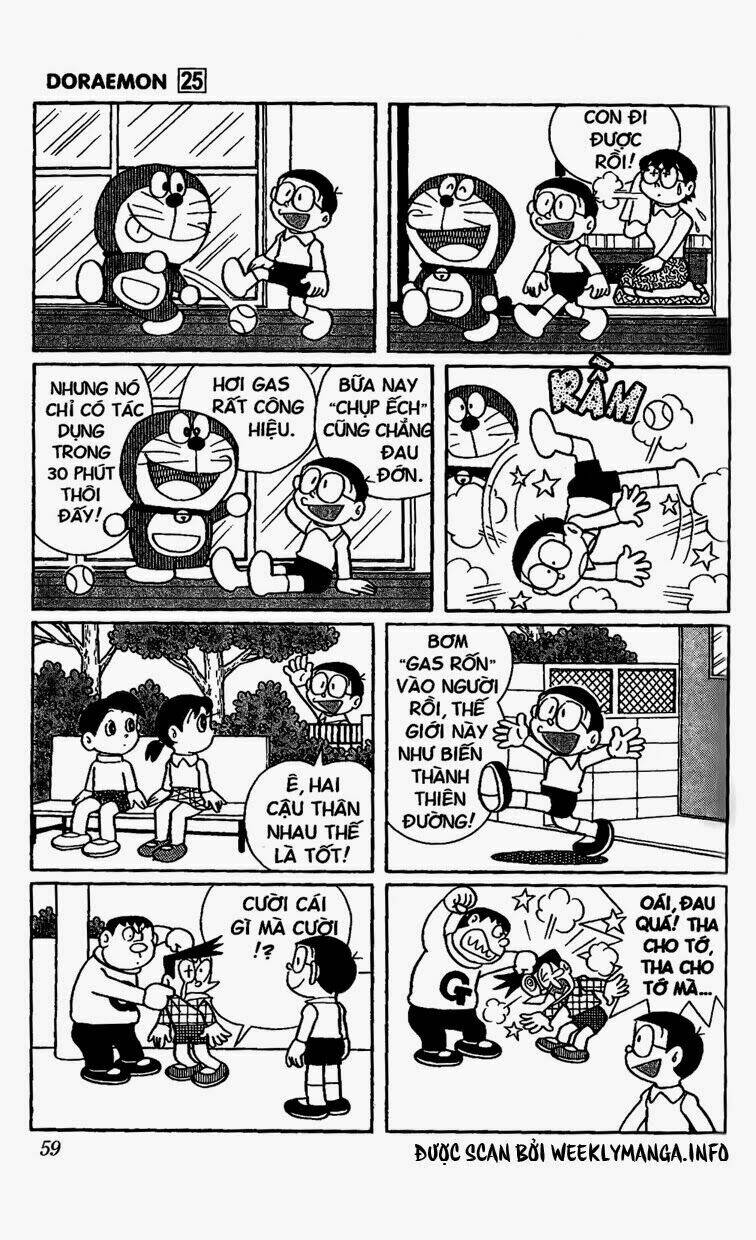 DORAEMON 25
CON ĐI
ĐƯỢC
RỒI!
NHƯNG NÓ
CHỈ CÓ TÁC
DỤNG
TRONG
30 PHÚT
THÔI
ĐẤY!
HƠI GAS
RẤT CÔNG
HIỆU.
BỮA NAY
“CHỤP ẾCH”
CŨNG CHẲNG
ĐAU
ĐỚN.
RẦM
Ê, HAI
CẬU THÂN
NHAU THẾ
LÀ TỐT!
BƠM
“GAS RỐN”
VÀO NGƯỜI
RỒI, THẾ
GIỚI NÀY
NHƯ BIẾN
THÀNH
THIÊN
ĐƯỜNG!
CƯỜI CÁI
GÌ MÀ CƯỜI
!?
G
OÁI, ĐAU
QUÁ! THA
CHO TỚ,
THA CHO
TỚ MÀ...
G
59
ĐƯỢC SCAN BỞI WEEKLYMANGA.INFO